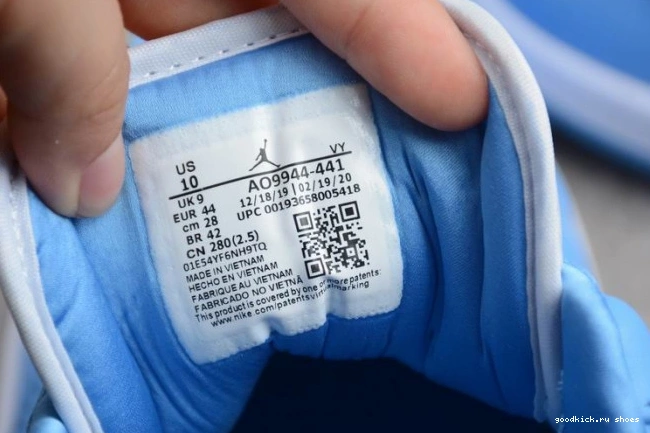 US
10
VY
AO9944-441
UK 9
12/18/19 | 02/19/20
EUR 44
UPC 00193658005418
cm 28
BR 42
CN 280(2.5)
01E54YF6NH9TQ
MADE IN VIETNAM
HECHO EN VIETNAM
FABRIQUE AU VIETNAM
FABRICADO NO VIETNÃ
This product is covered by one or more patents:
www.nike.com/patents
goodkick.ru shoes